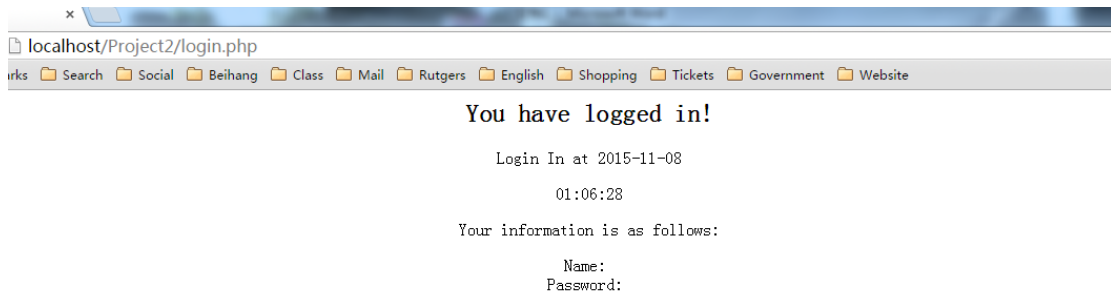 ×
localhost/Project2/login.php
rks Search Social Beihang Class Mail Rutgers English Shopping Tickets Government Website
You have logged in!
Login In at 2015-11-08
01:06:28
Your information is as follows:
Name:
Password: